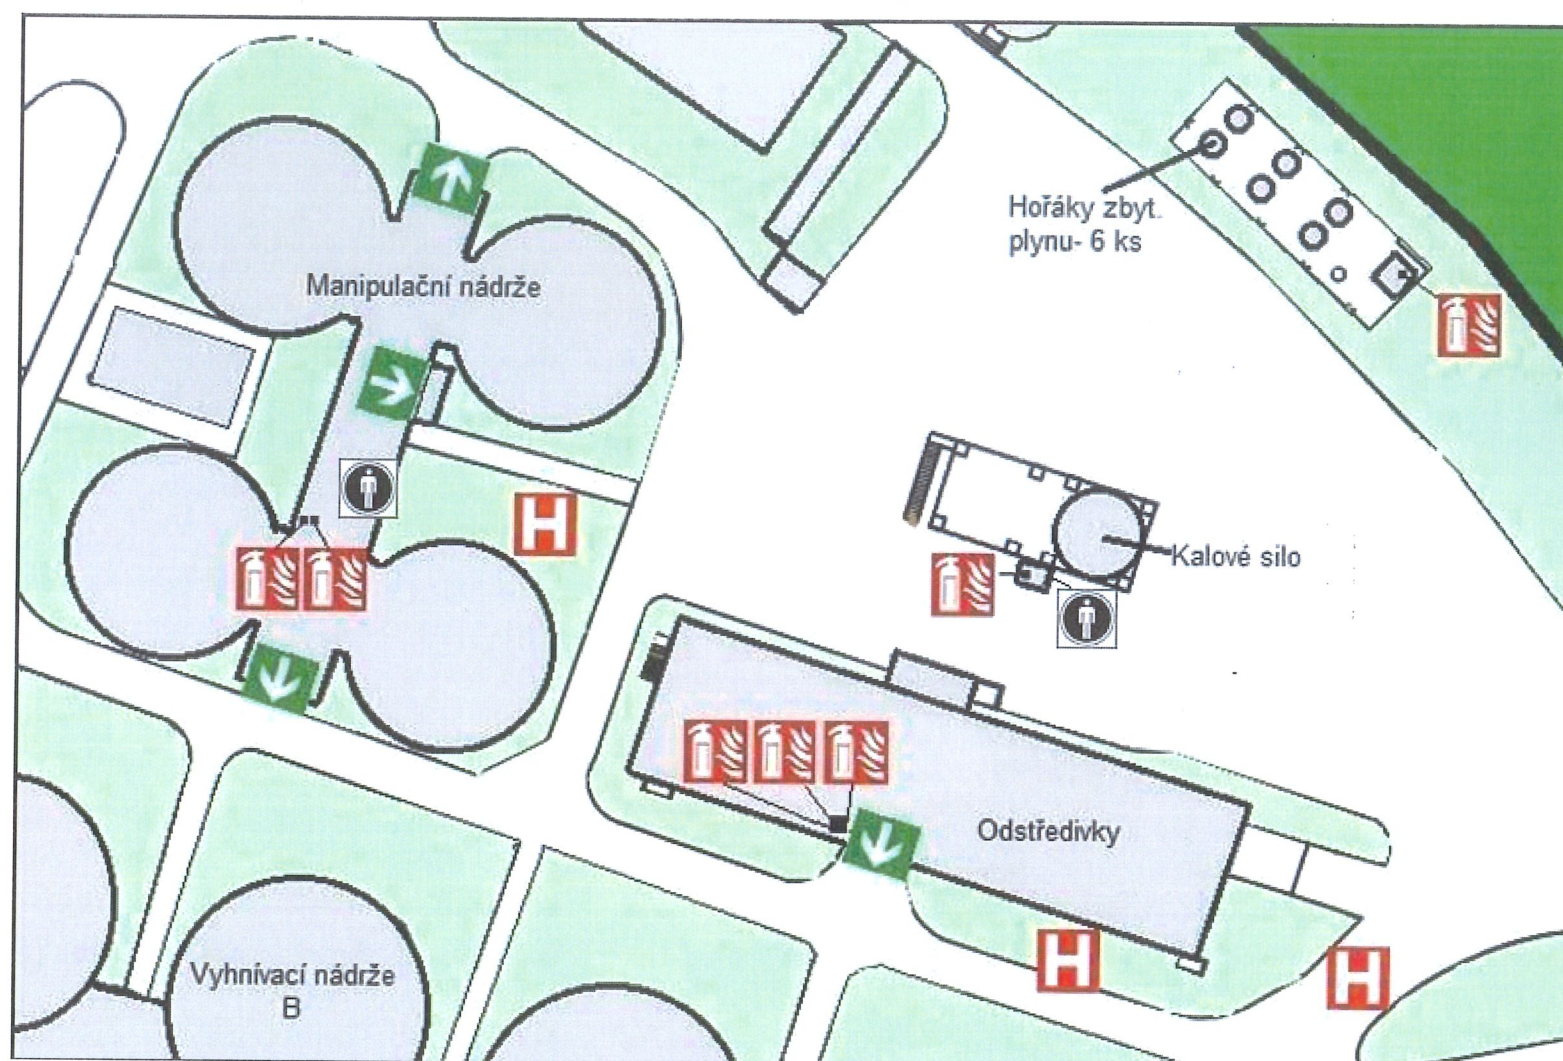 Hořáky zbyt.
plynu- 6 ks
Manipulační nádrže
H
Kalové silo
Odstředivky
H
H
Vyhnívací nádrže
B